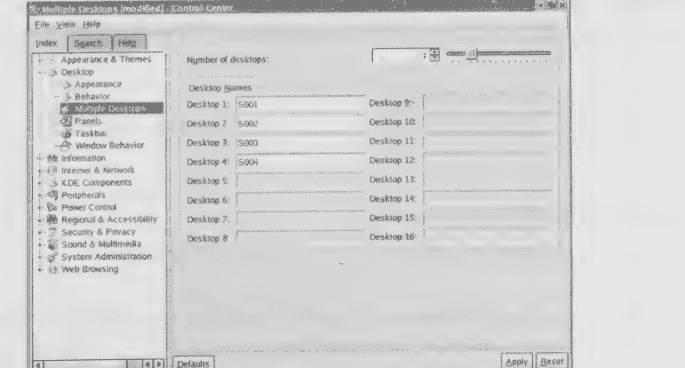 Multiple Desktops [modified] - Control Center
File View Help
Index Search Help
Appearance & Themes
Desktop
Appearance
Behavior
Multiple Desktops
Panels
Taskbar
Window Behavior
Information
Internet & Network
KDE Components
Peripherals
Power Control
Regional & Accessibility
Security & Privacy
Sound & Multimedia
System Administration
Web Browsing
Number of desktops:
Desktop Names
Desktop 1: S001
Desktop 2 S002
Desktop 3: S003
Desktop 4: S004
Desktop 5:
Desktop 6:
Desktop 7:
Desktop 8
Desktop 9:
Desktop 10:
Desktop 11:
Desktop 12:
Desktop 13:
Desktop 14:
Desktop 15:
Desktop 16:
Defaults
Apply Reset